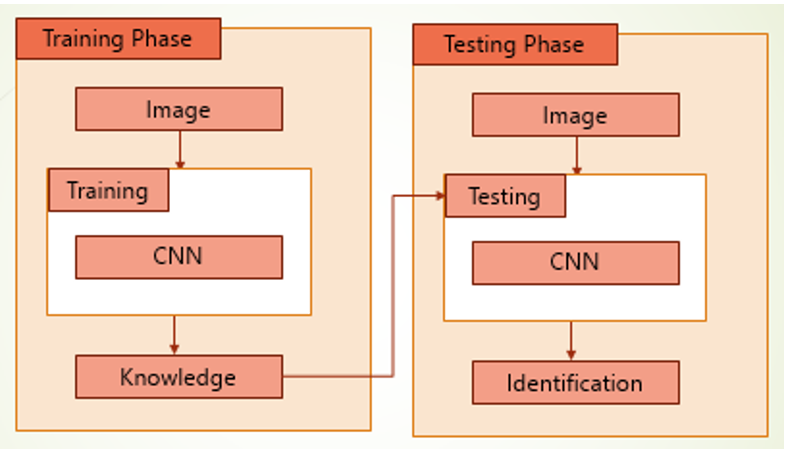 Training Phase
Image
Training
CNN
Knowledge
Testing Phase
Image
Testing
CNN
Identification